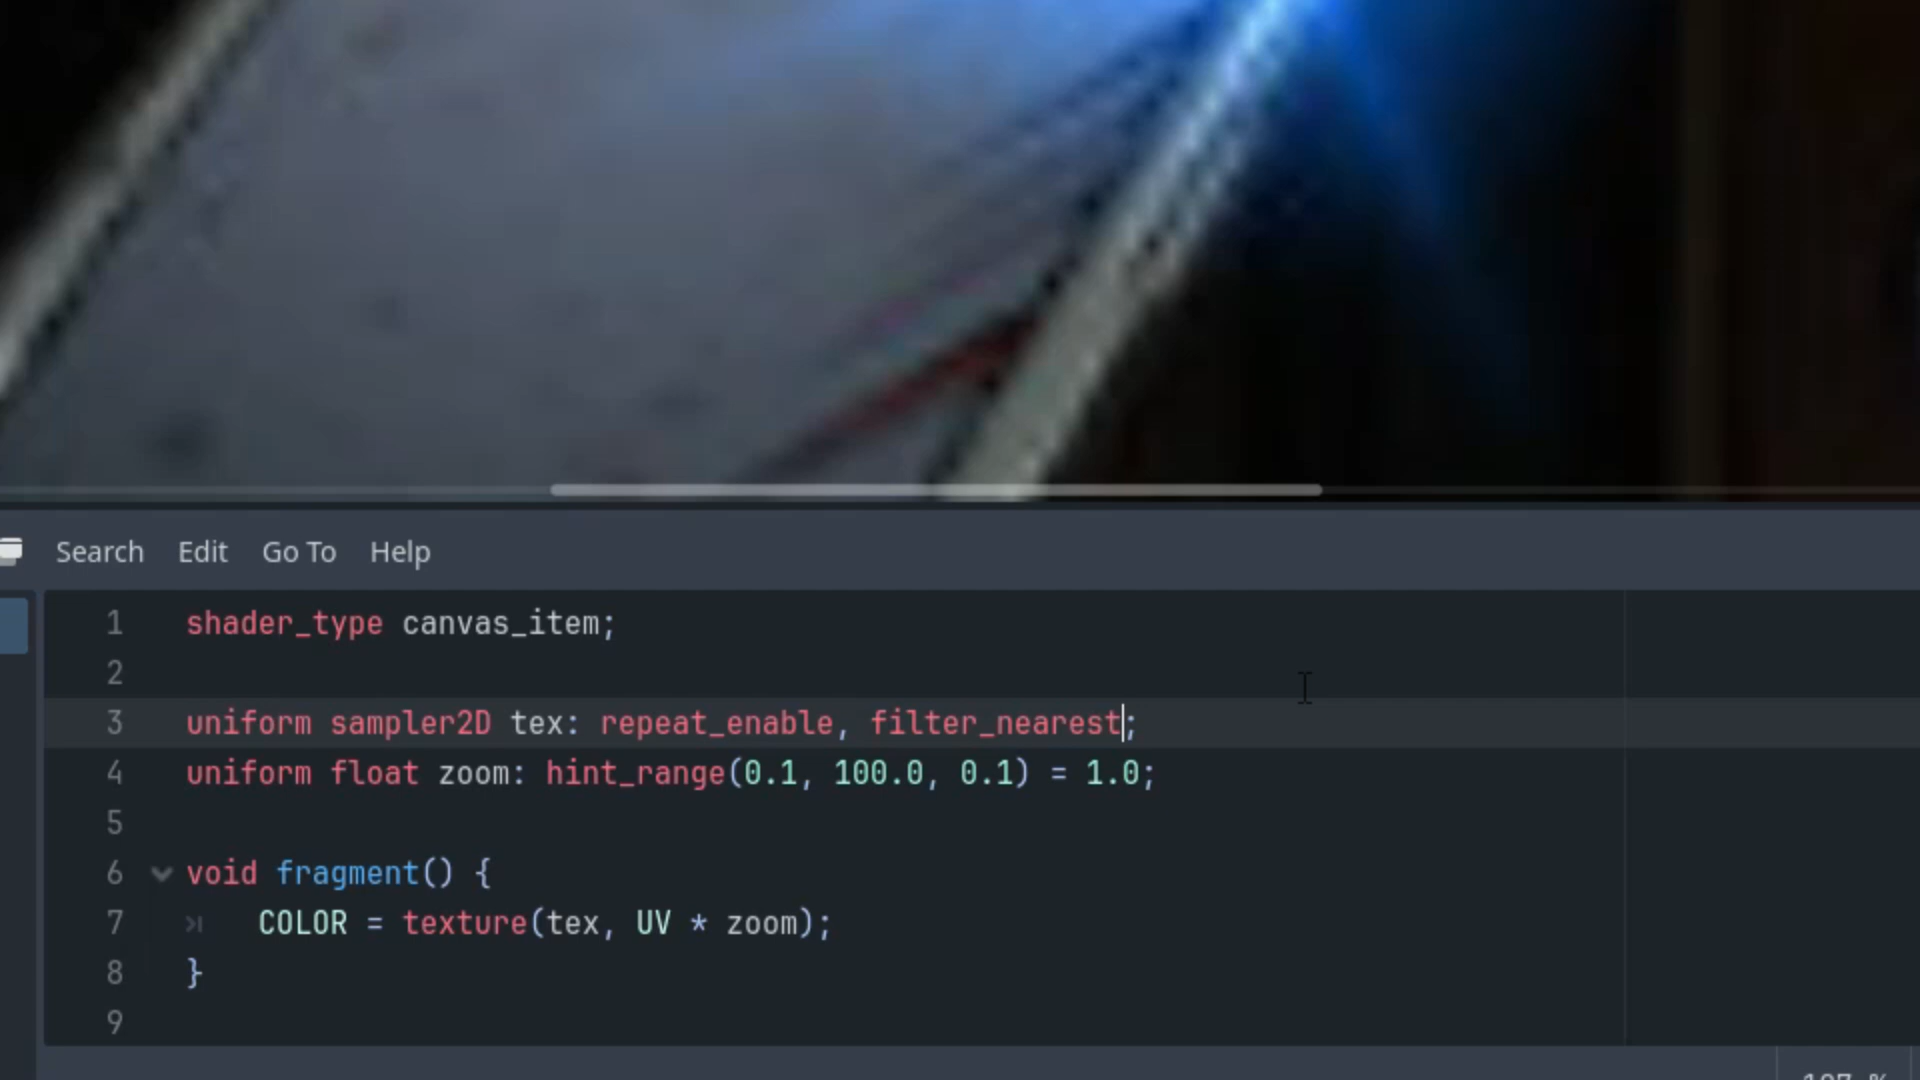 Search Edit Go To Help
1 shader_type canvas_item;
2
3 uniform sampler2D tex: repeat_enable, filter_nearest;
4 uniform float zoom: hint_range(0.1, 100.0, 0.1) = 1.0;
5
6 void fragment() {
7 COLOR = texture(tex, UV * zoom);
8 }
9